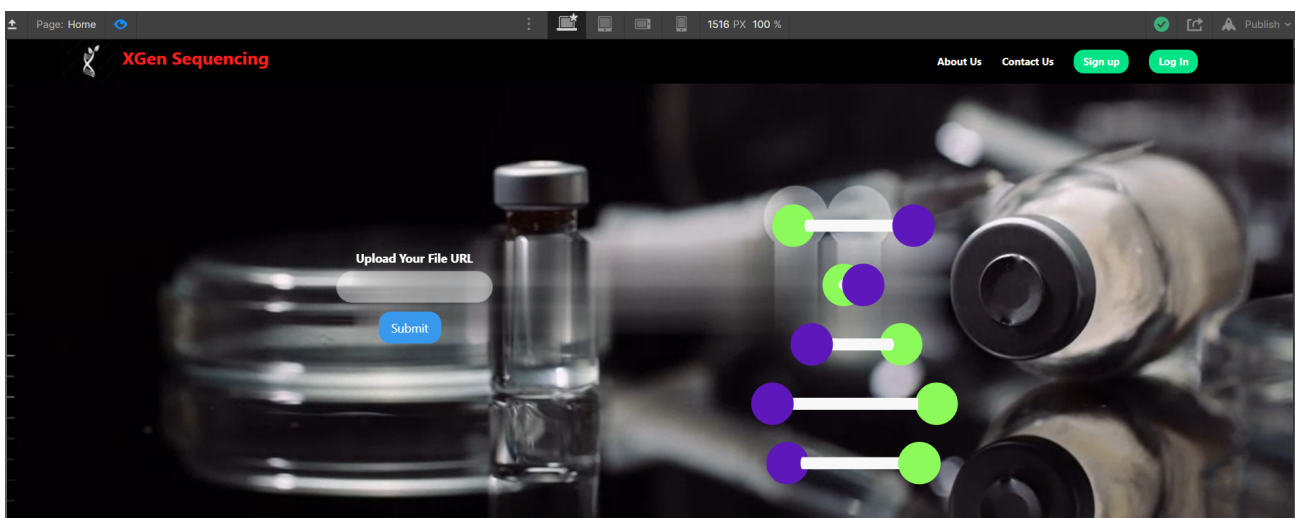 Page: Home
1516 PX 100 %
Publish
XGen Sequencing
About Us
Contact Us
Sign up
Log In
Upload Your File URL
Submit